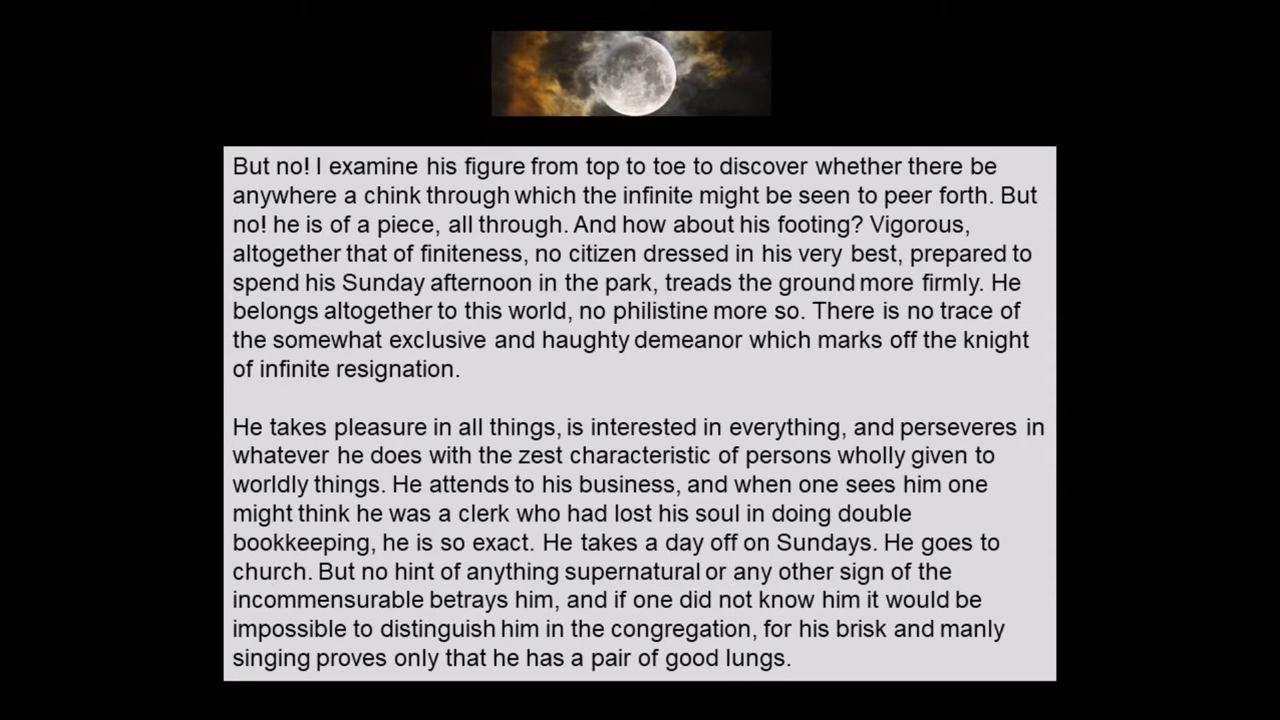 But no! I examine his figure from top to toe to discover whether there be
anywhere a chink through which the infinite might be seen to peer forth. But
no! he is of a piece, all through. And how about his footing? Vigorous,
altogether that of finiteness, no citizen dressed in his very best, prepared to
spend his Sunday afternoon in the park, treads the ground more firmly. He
belongs altogether to this world, no philistine more so. There is no trace of
the somewhat exclusive and haughty demeanor which marks off the knight
of infinite resignation.
He takes pleasure in all things, is interested in everything, and perseveres in
whatever he does with the zest characteristic of persons wholly given to
worldly things. He attends to his business, and when one sees him one
might think he was a clerk who had lost his soul in doing double
bookkeeping, he is so exact. He takes a day off on Sundays. He goes to
church. But no hint of anything supernatural or any other sign of the
incommensurable betrays him, and if one did not know him it would be
impossible to distinguish him in the congregation, for his brisk and manly
singing proves only that he has a pair of good lungs.